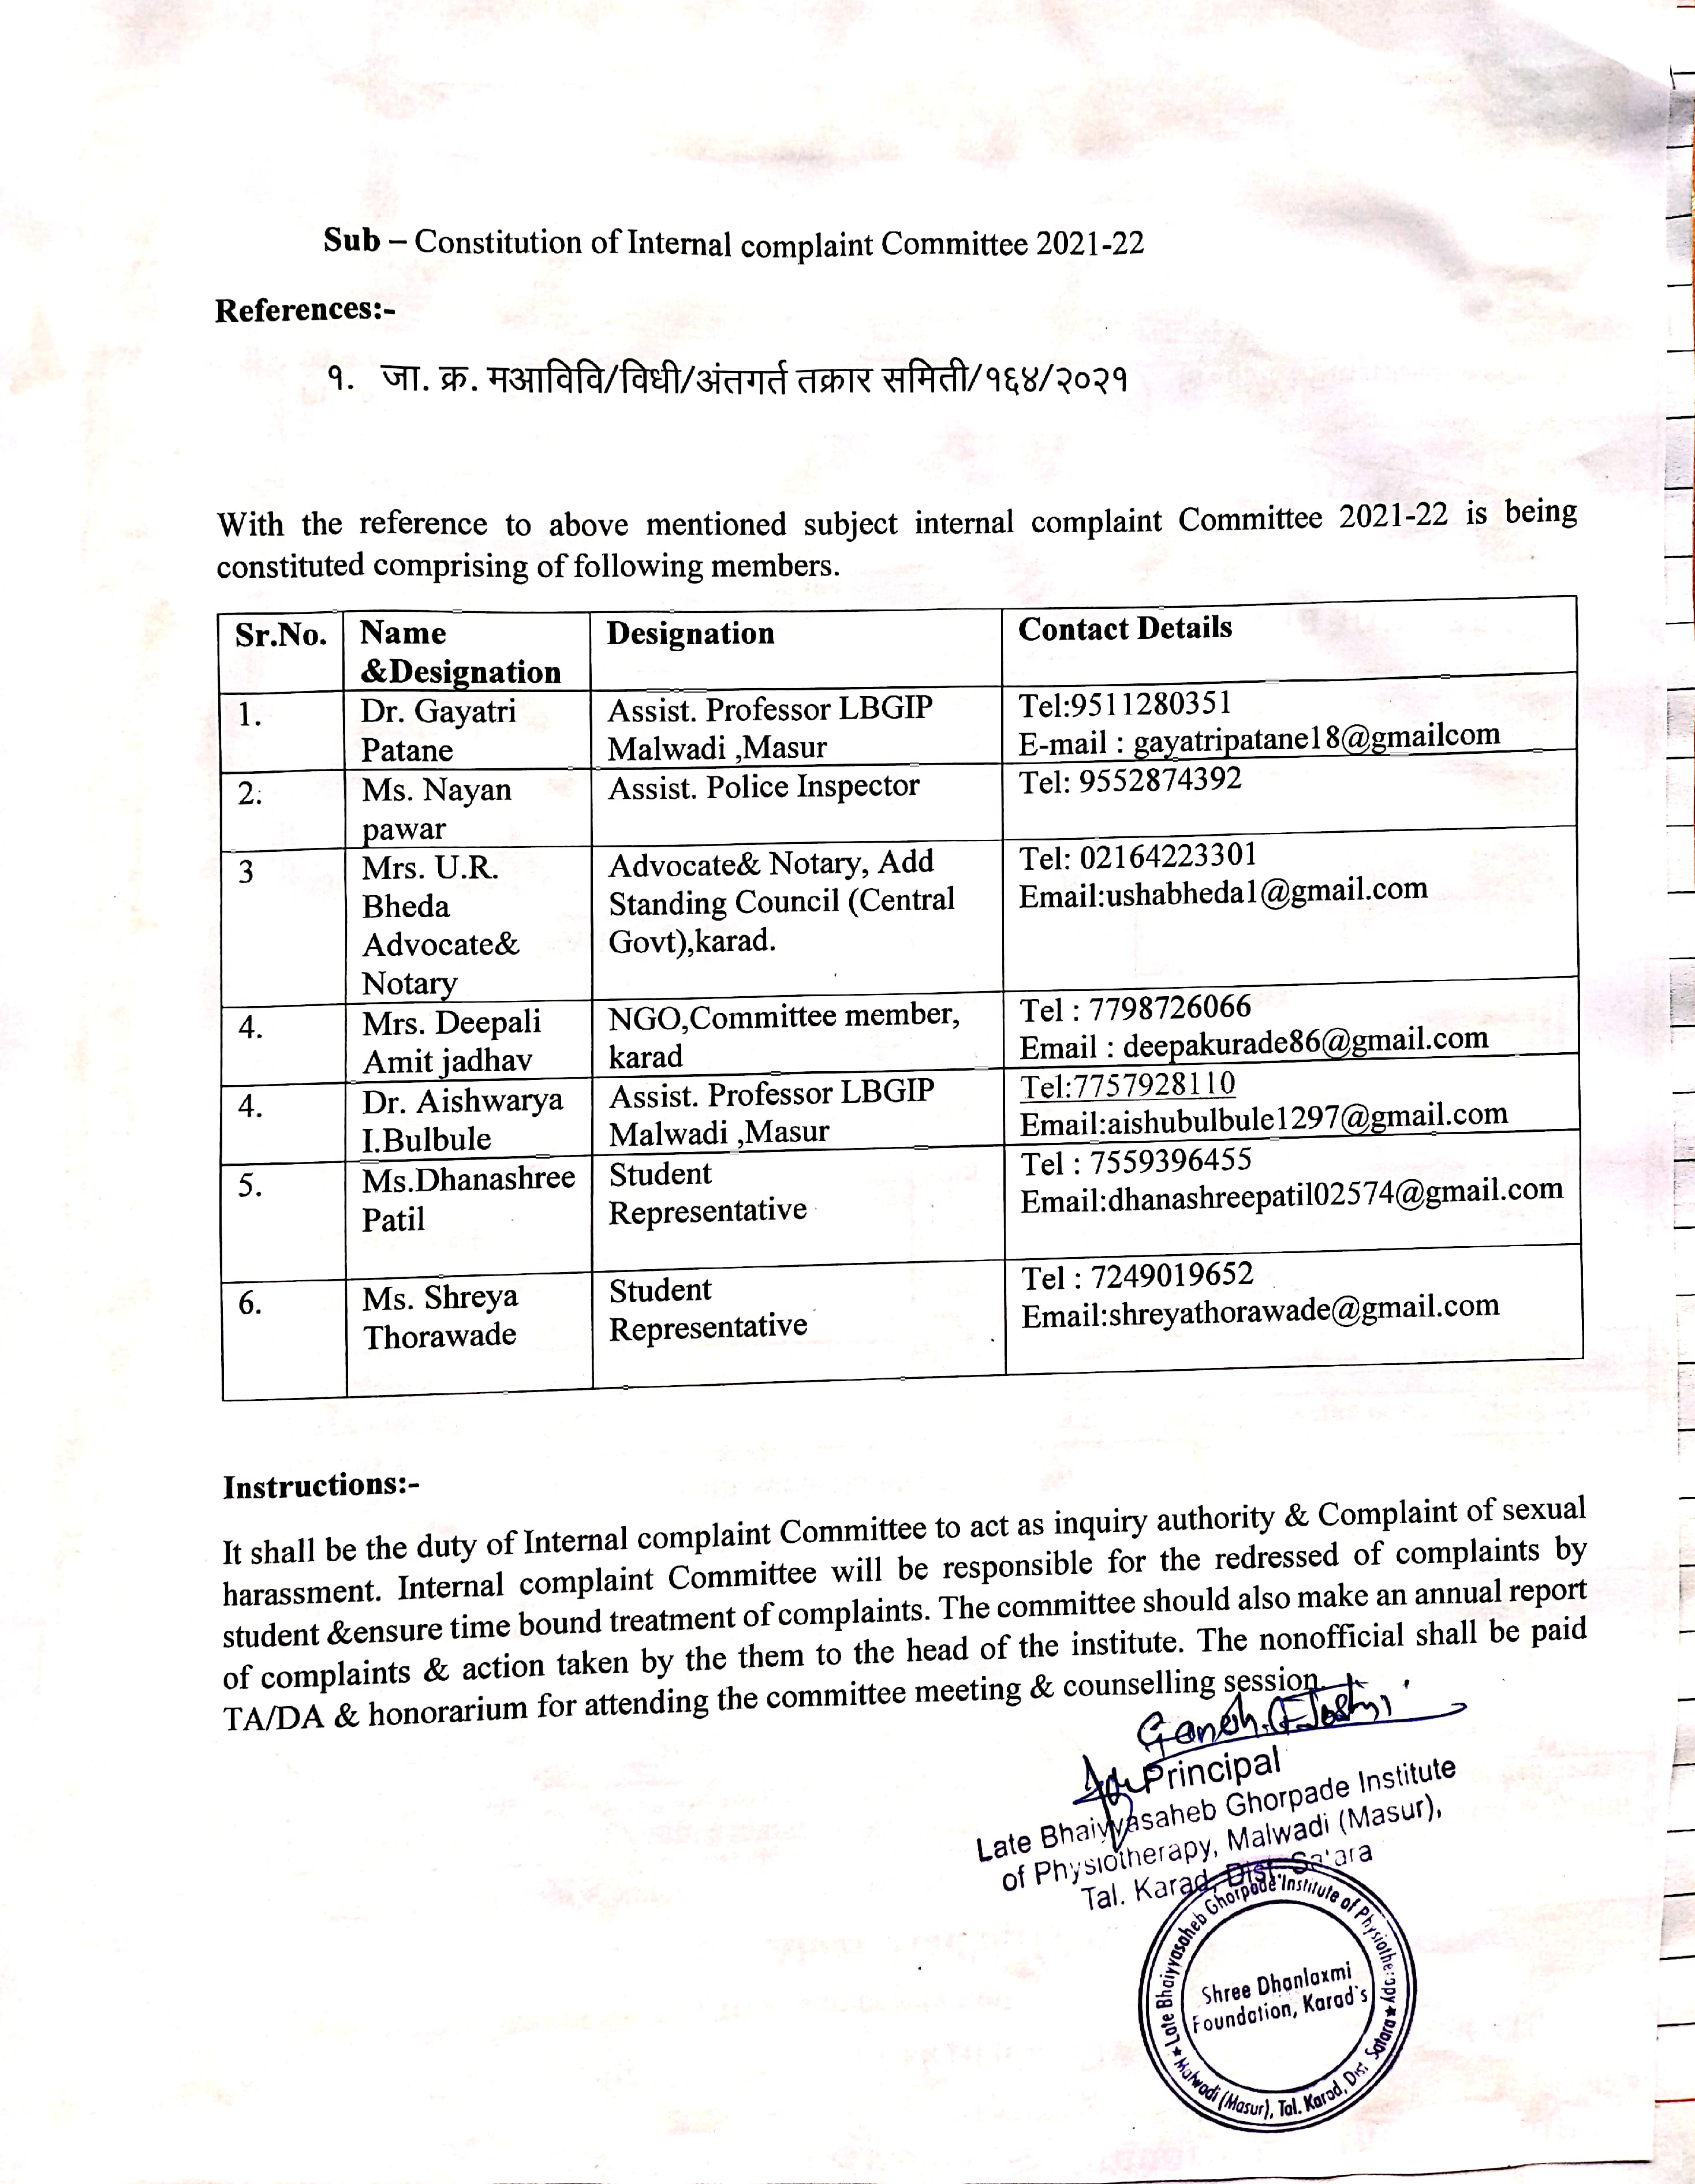 Sub – Constitution of Internal complaint Committee 2021-22
References:-
१. जा. क्र. मआविवि/विधी/अंतगर्त तक्रार समिती/१६४/२०२१
With the reference to above mentioned subject internal complaint Committee 2021-22 is being
constituted comprising of following members.
Sr.No. Name Designation Contact Details
&Designation
1. Dr. Gayatri Assist. Professor LBGIP Tel:9511280351
Patane Malwadi ,Masur E-mail : gayatripatane18@gmailcom
2. Ms. Nayan Assist. Police Inspector Tel: 9552874392
pawar
3 Mrs. U.R. Advocate& Notary, Add Tel: 02164223301
Bheda Standing Council (Central Email:ushabheda1@gmail.com
Advocate& Govt),karad.
Notary
4. Mrs. Deepali NGO,Committee member, Tel : 7798726066
Amit jadhav karad Email : deepakurade86@gmail.com
4. Dr. Aishwarya Assist. Professor LBGIP Tel:7757928110
I.Bulbule Malwadi ,Masur Email:aishubulbule1297@gmail.com
5. Ms.Dhanashree Student Tel : 7559396455
Patil Representative Email:dhanashreepatil02574@gmail.com
6. Ms. Shreya Student Tel : 7249019652
Thorawade Representative Email:shreyathorawade@gmail.com
Instructions:-
It shall be the duty of Internal complaint Committee to act as inquiry authority & Complaint of sexual
harassment. Internal complaint Committee will be responsible for the redressed of complaints by
student &ensure time bound treatment of complaints. The committee should also make an annual report
of complaints & action taken by the them to the head of the institute. The nonofficial shall be paid
TA/DA & honorarium for attending the committee meeting & counselling session.
Principal
Late Bhaiyyasaheb Ghorpade Institute
of Physiotherapy, Malwadi (Masur),
Tal. Karad, Dist. Satara
Late Bhaiyyasaheb Ghorpade Institute of Physiotherapy
Shree Dhanlaxmi
Foundation, Karad's
Malwadi (Masur), Tal. Karad, Dist Satara